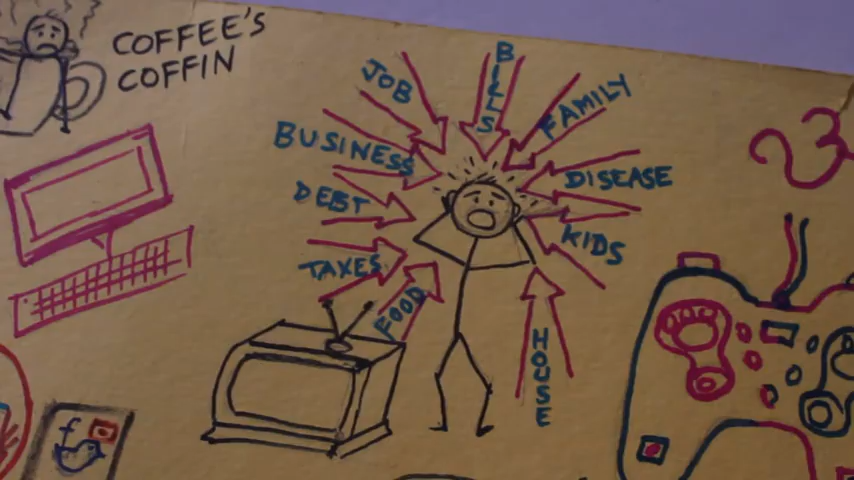 COFFEE'S
COFFIN
JOB
BILLS
FAMILY
BUSINESS
DISEASE
DEBT
KIDS
TAXES
FOOD
HOUSE
f